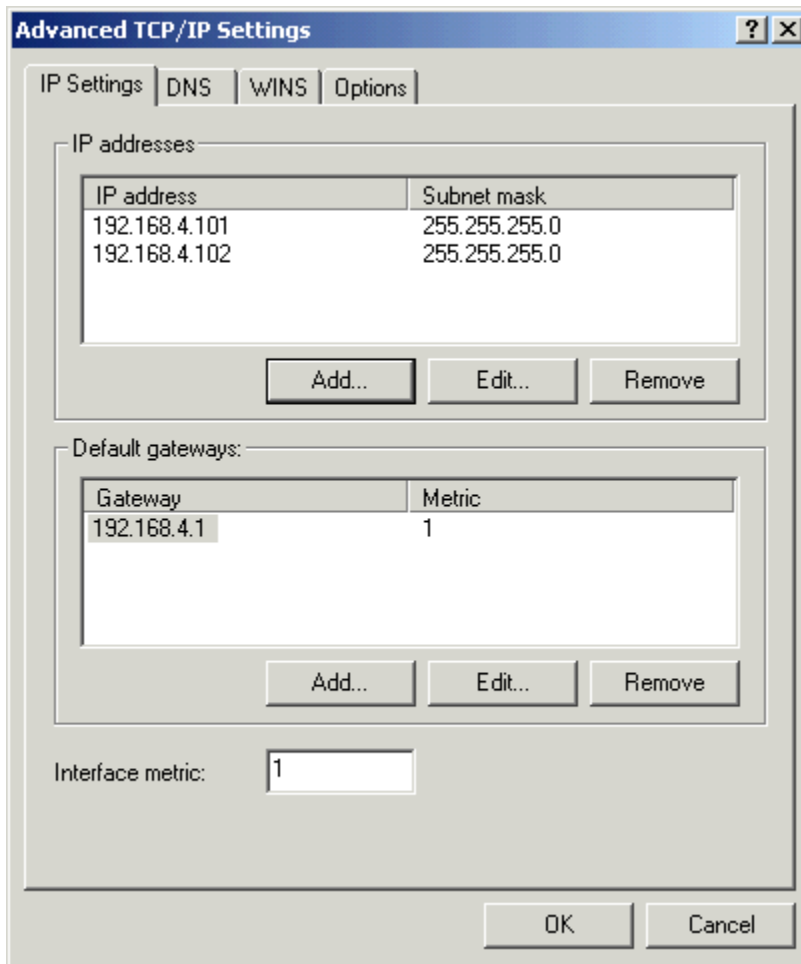 Advanced TCP/IP Settings
IP Settings DNS WINS Options
IP addresses
IP address Subnet mask
192.168.4.101 255.255.255.0
192.168.4.102 255.255.255.0
Add... Edit... Remove
Default gateways:
Gateway Metric
192.168.4.1 1
Add... Edit... Remove
Interface metric: 1
OK Cancel